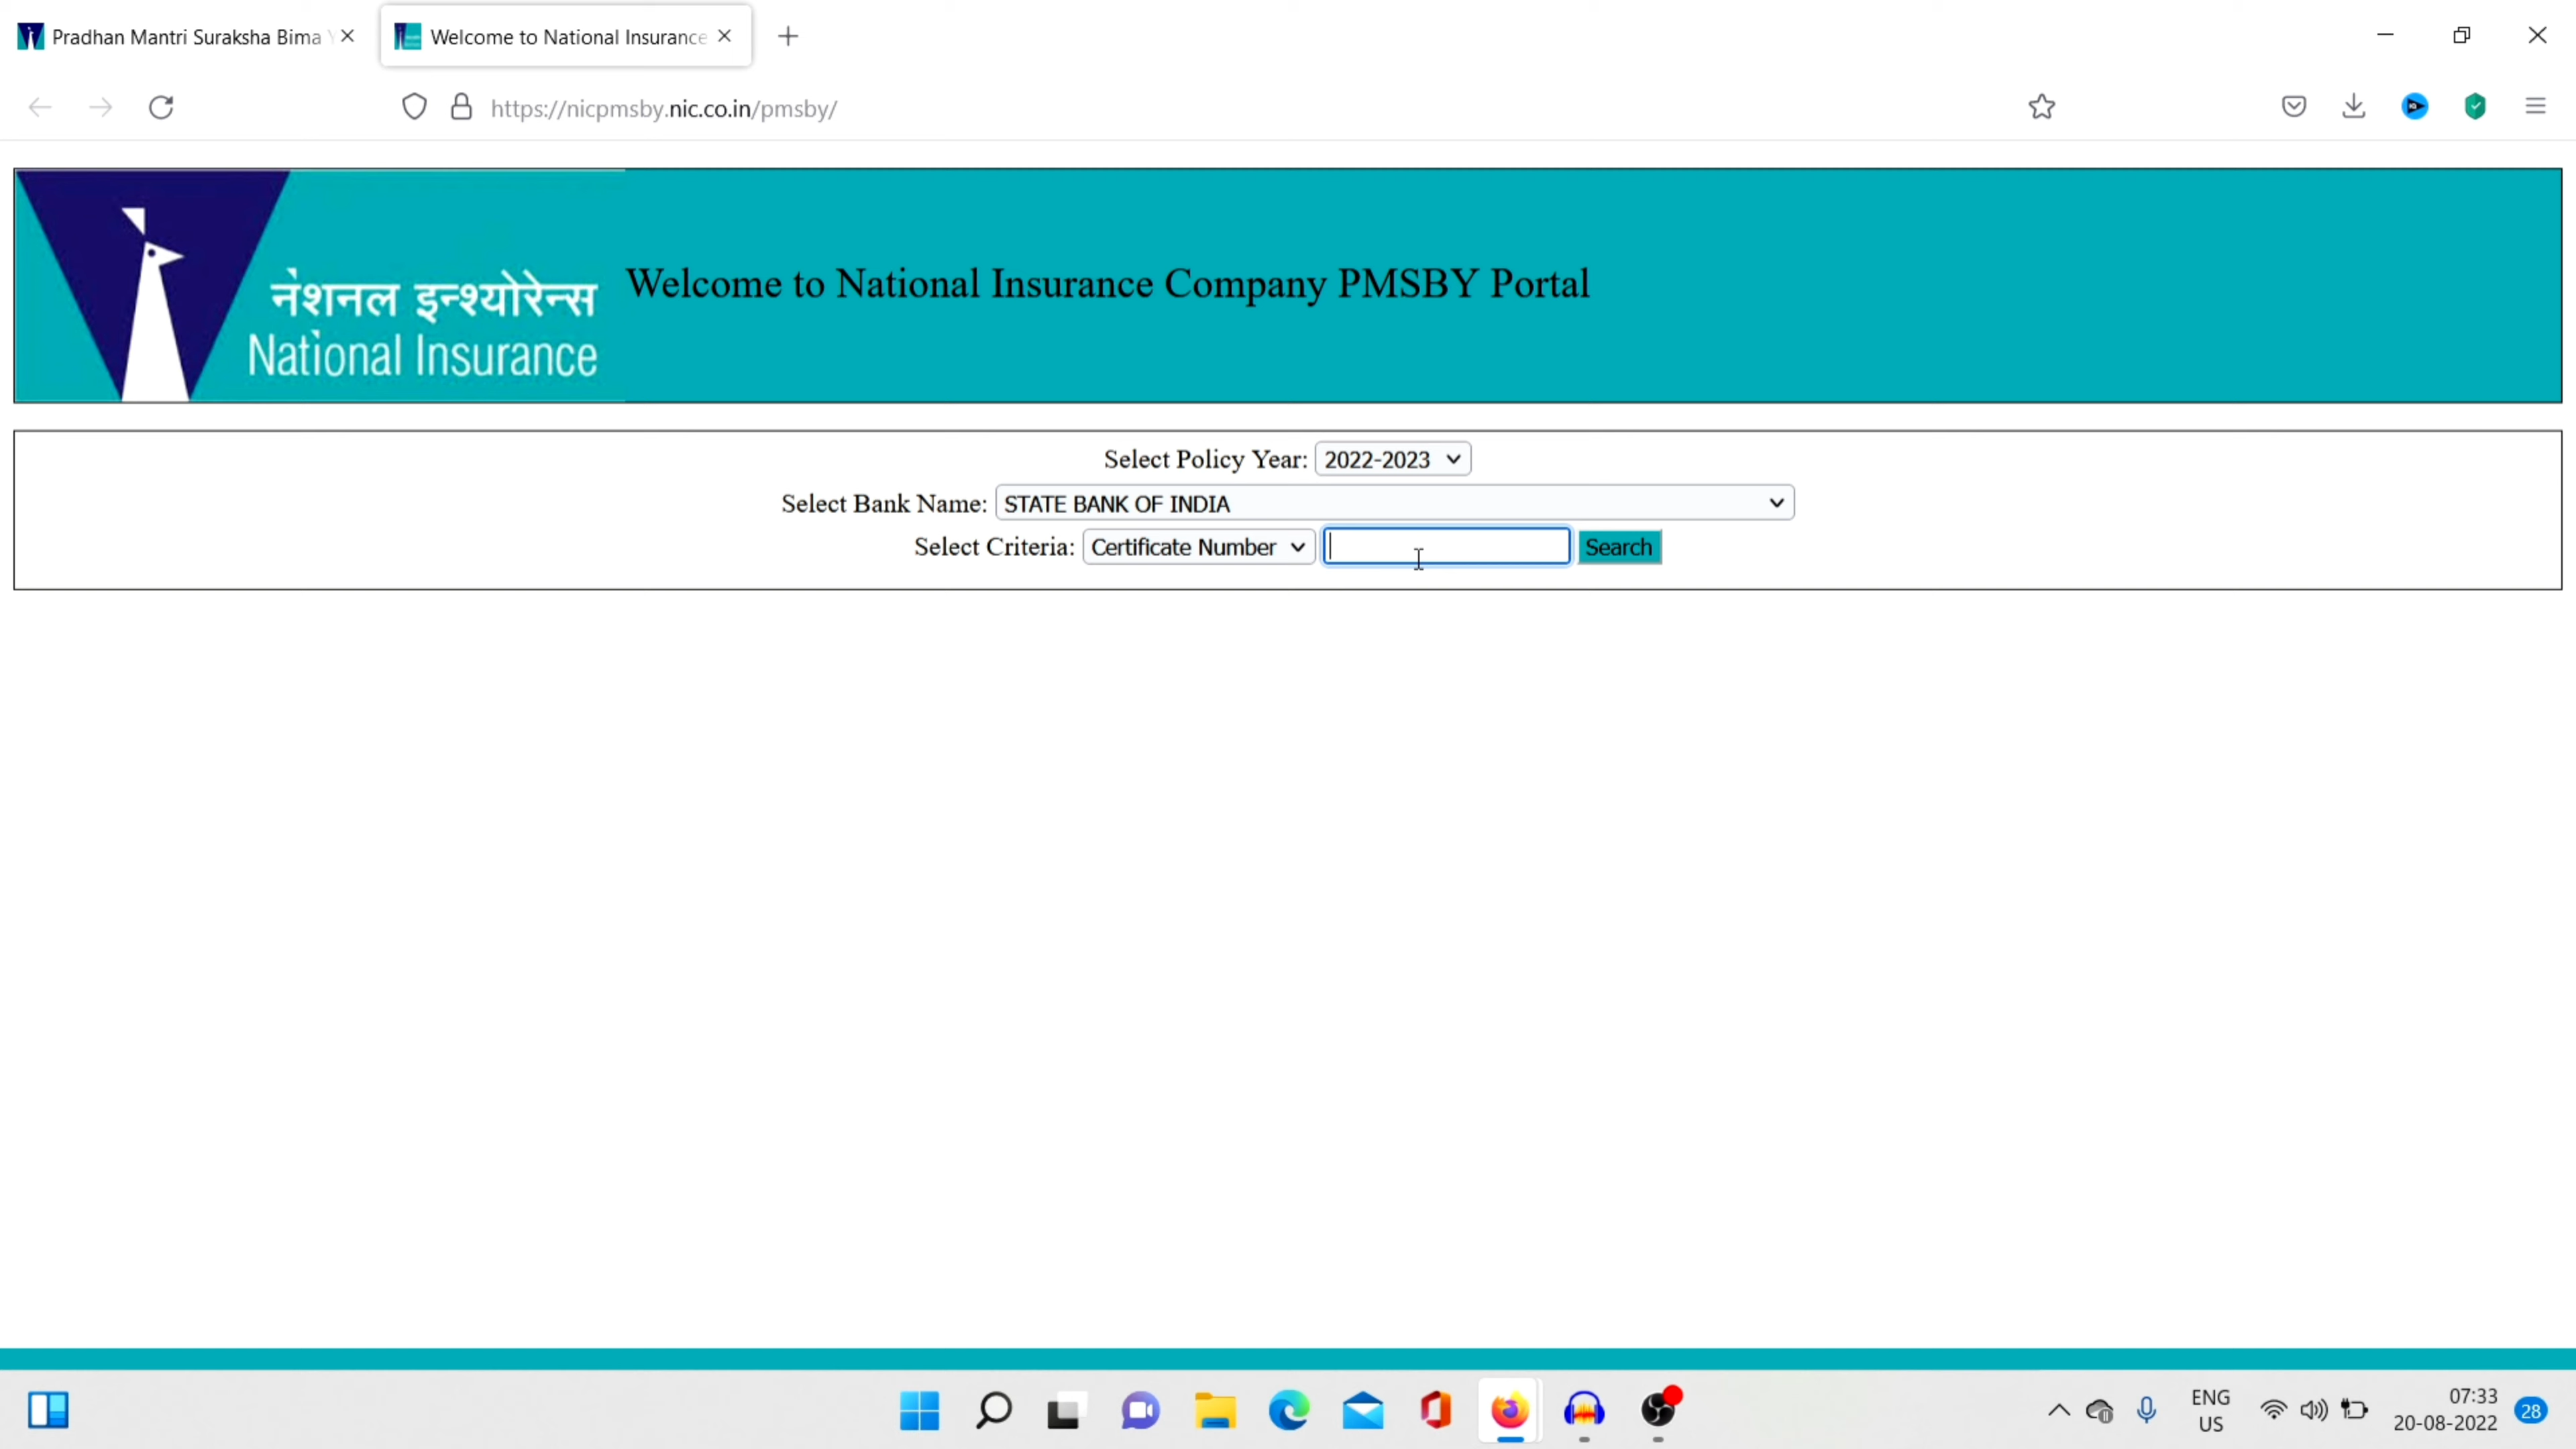 Pradhan Mantri Suraksha Bima
Welcome to National Insurance
https://nicpmsby.nic.co.in/pmsby/
नेशनल इन्श्योरेन्स
National Insurance
Welcome to National Insurance Company PMSBY Portal
Select Policy Year: 2022-2023
Select Bank Name: STATE BANK OF INDIA
Select Criteria: Certificate Number Search
ENG
US
07:33
20-08-2022
28